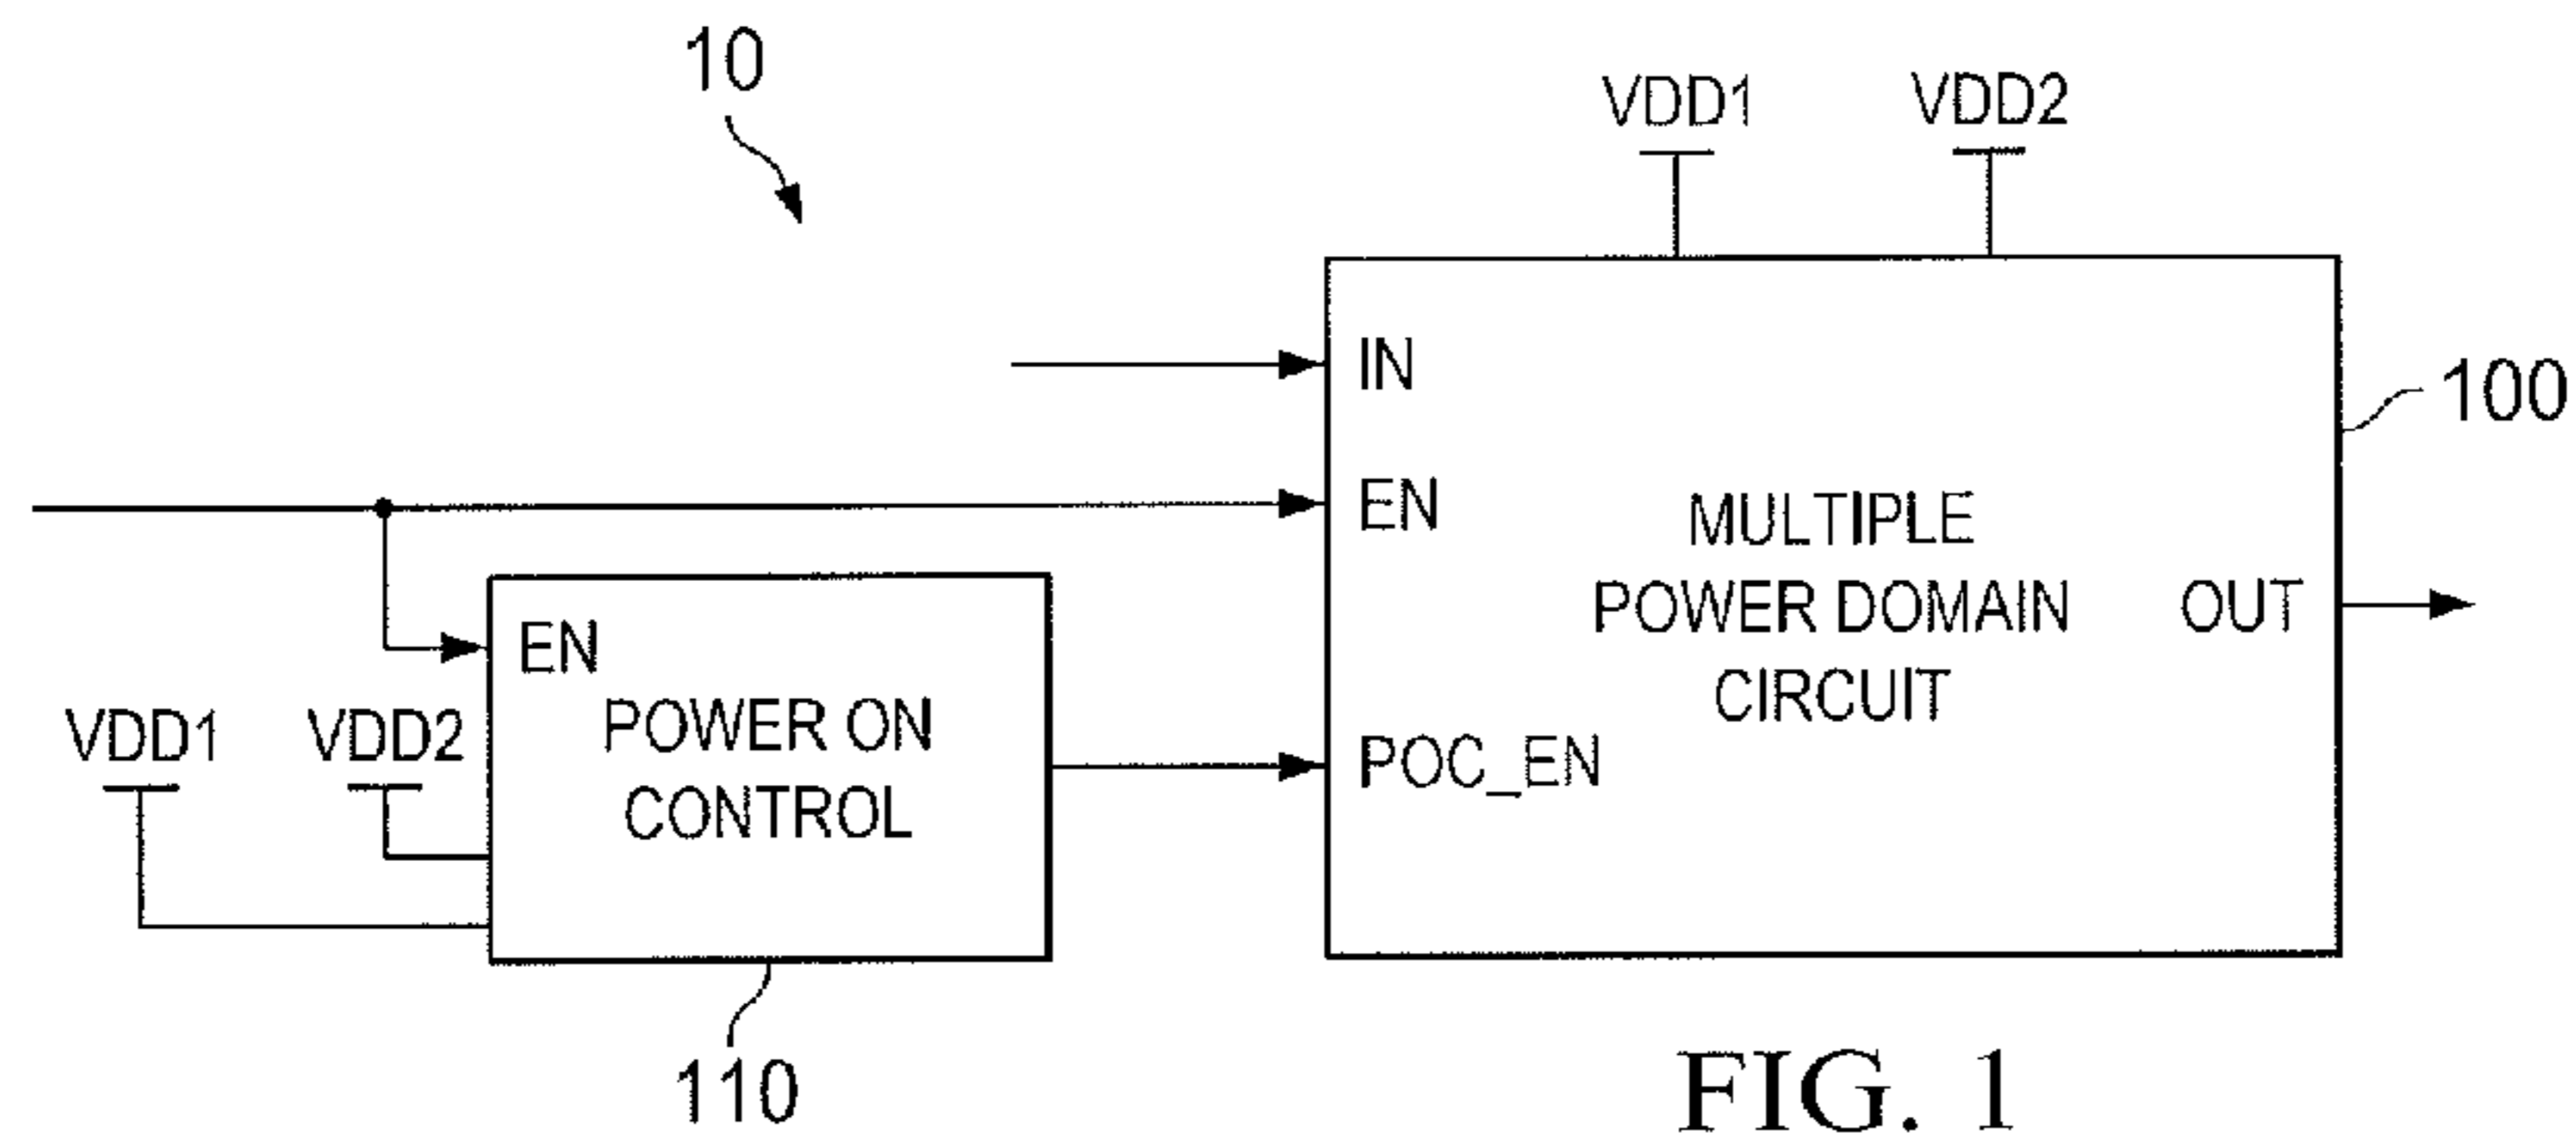 10
VDD1 VDD2
IN
100
EN
MULTIPLE
POWER DOMAIN
CIRCUIT
OUT
EN
VDD1 VDD2
POWER ON
CONTROL
POC_EN
110
FIG. 1